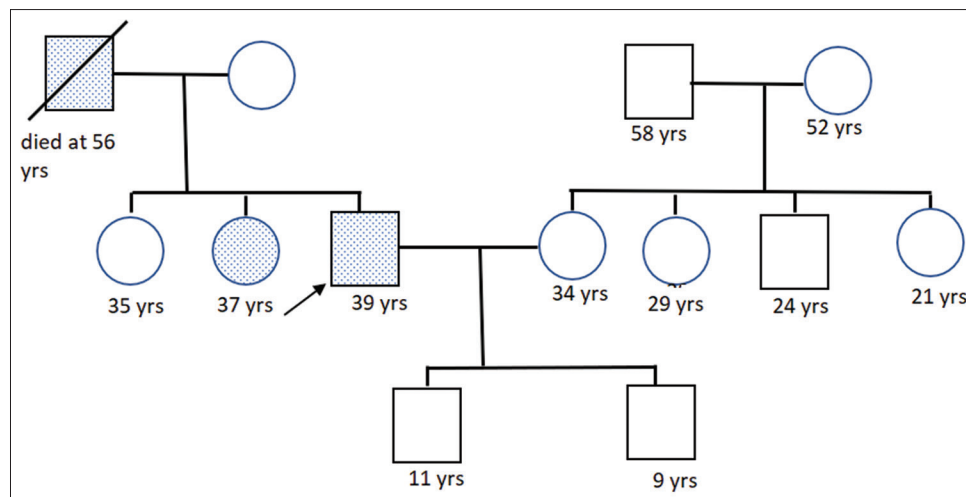 died at 56
yrs
58 yrs
52 yrs
35 yrs
37 yrs
39 yrs
34 yrs
29 yrs
24 yrs
21 yrs
11 yrs
9 yrs